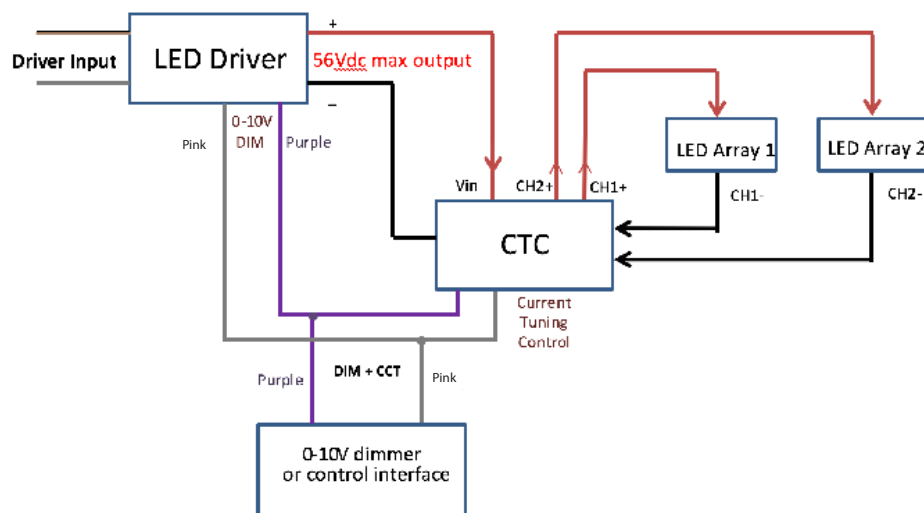 +
Driver Input
LED Driver
56Vdc max output
–
Pink
0-10V
DIM
Purple
LED Array 1
LED Array 2
Vin
CH2+
CH1+
CH1-
CH2-
CTC
Current
Tuning
Control
Purple
DIM + CCT
Pink
0-10V dimmer
or control interface